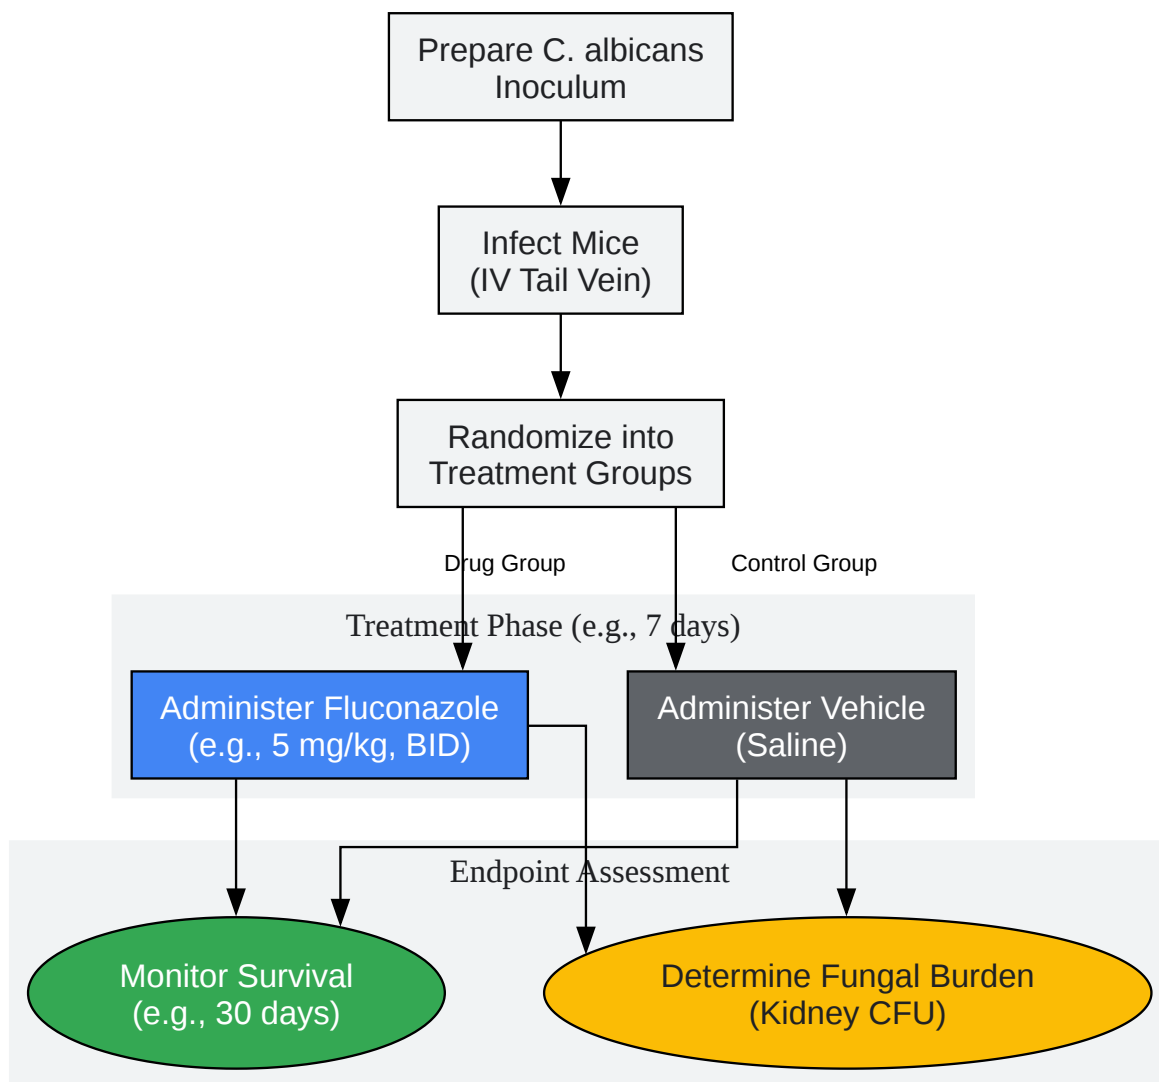 Prepare C. albicans
Inoculum
Infect Mice
(IV Tail Vein)
Randomize into
Treatment Groups
Drug Group
Control Group
Treatment Phase (e.g., 7 days)
Administer Fluconazole
(e.g., 5 mg/kg, BID)
Administer Vehicle
(Saline)
Endpoint Assessment
Monitor Survival
(e.g., 30 days)
Determine Fungal Burden
(Kidney CFU)